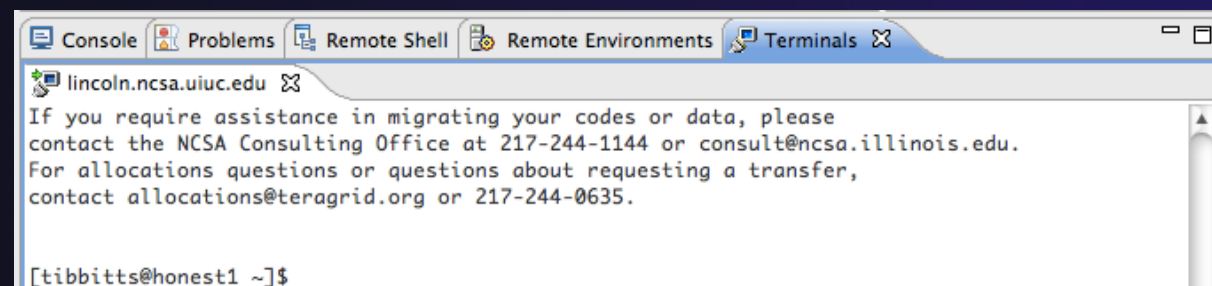 Console Problems Remote Shell Remote Environments Terminals
lincoln.ncsa.uiuc.edu
If you require assistance in migrating your codes or data, please
contact the NCSA Consulting Office at 217-244-1144 or consult@ncsa.illinois.edu.
For allocations questions or questions about requesting a transfer,
contact allocations@teragrid.org or 217-244-0635.
[tibbitts@honest1 ~]$